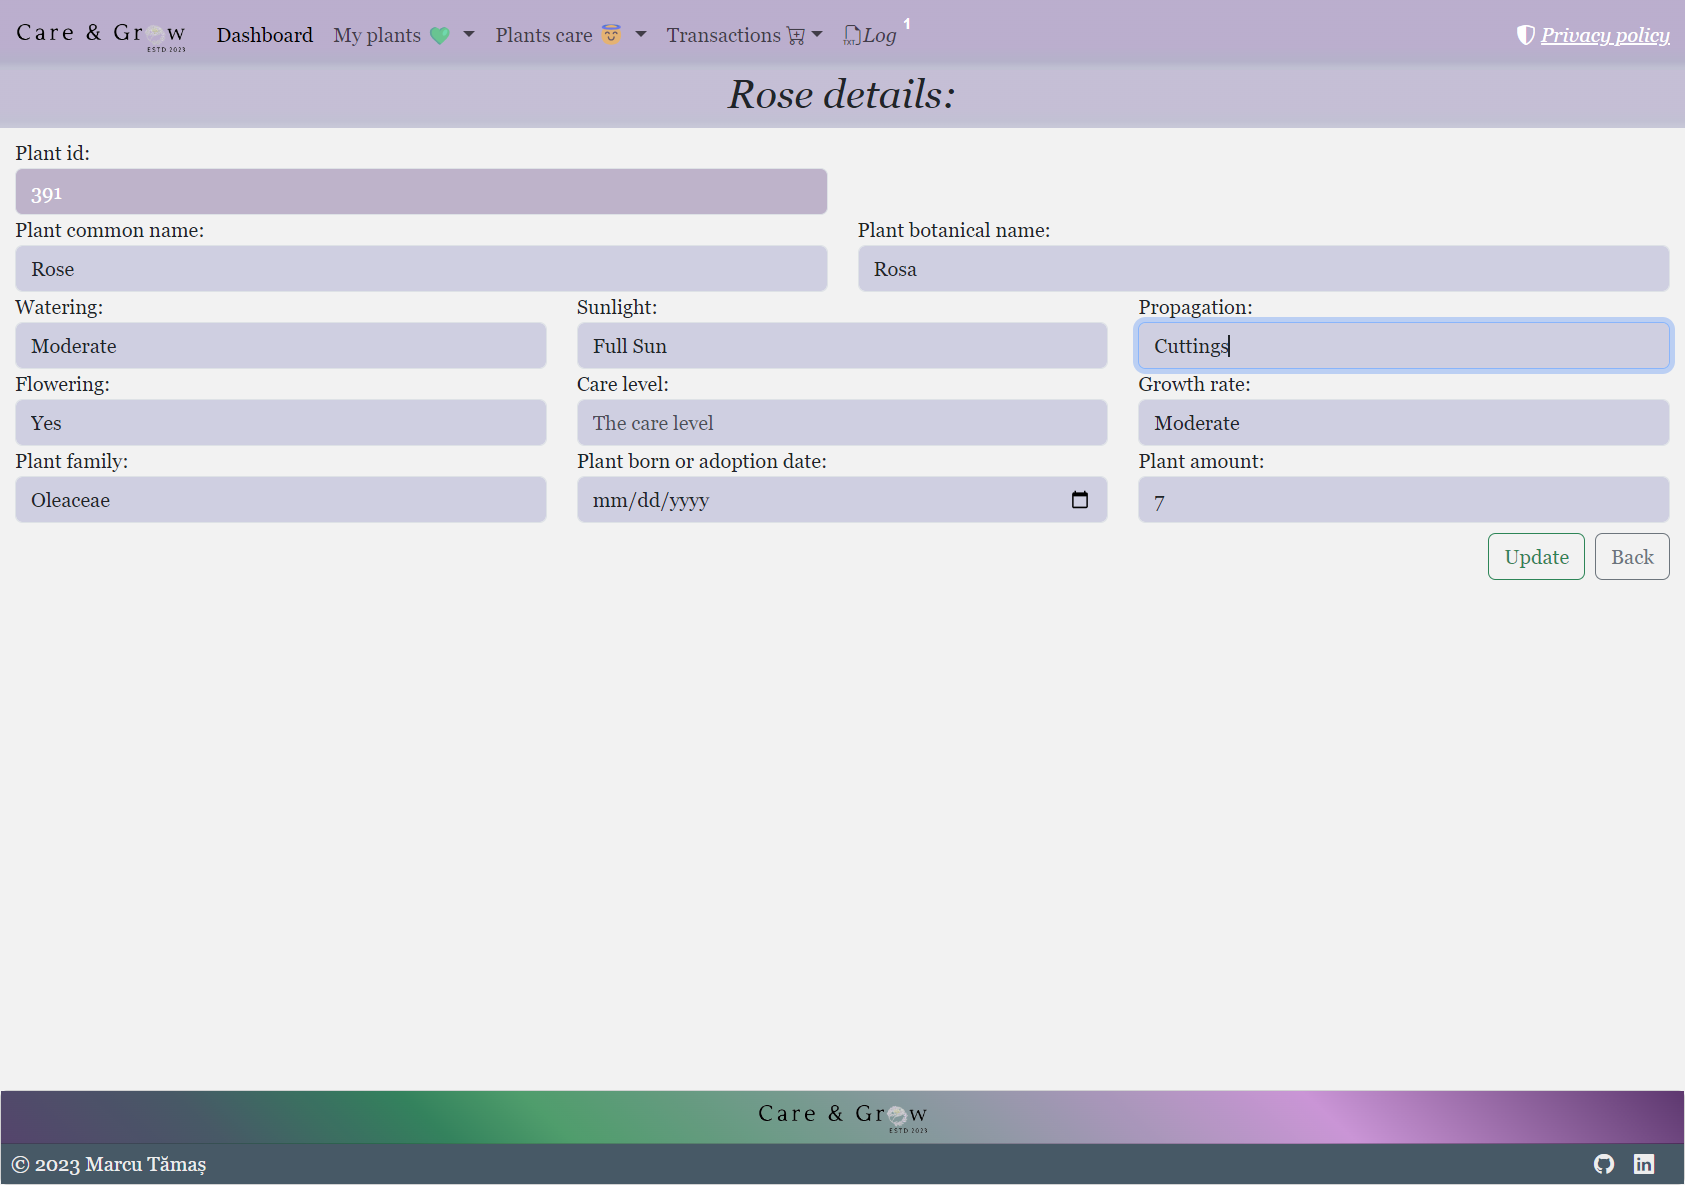 Care & Grow
ESTD 2023
Dashboard My plants Plants care Transactions TXT Log 1
Privacy policy
Rose details:
Plant id:
391
Plant common name: Plant botanical name:
Rose Rosa
Watering: Sunlight: Propagation:
Moderate Full Sun Cuttings
Flowering: Care level: Growth rate:
Yes The care level Moderate
Plant family: Plant born or adoption date: Plant amount:
Oleaceae mm/dd/yyyy 7
Update Back
Care & Grow
ESTD 2023
© 2023 Marcu Tămaș
in